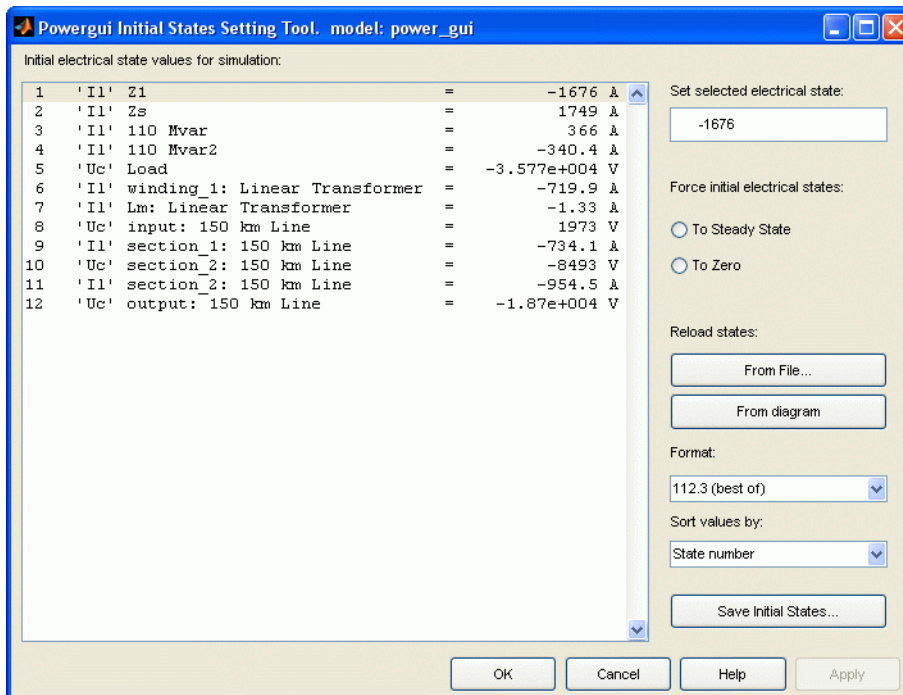 Powergui Initial States Setting Tool. model: power_gui
Initial electrical state values for simulation:
1 'Il' Z1 = -1676 A
2 'Il' Zs = 1749 A
3 'Il' 110 Mvar = 366 A
4 'Il' 110 Mvar2 = -340.4 A
5 'Uc' Load = -3.577e+004 V
6 'Il' winding_1: Linear Transformer = -719.9 A
7 'Il' Lm: Linear Transformer = -1.33 A
8 'Uc' input: 150 km Line = 1973 V
9 'Il' section_1: 150 km Line = -734.1 A
10 'Uc' section_2: 150 km Line = -8493 V
11 'Il' section_2: 150 km Line = -954.5 A
12 'Uc' output: 150 km Line = -1.87e+004 V
Set selected electrical state:
-1676
Force initial electrical states:
To Steady State
To Zero
Reload states:
From File...
From diagram
Format:
112.3 (best of)
Sort values by:
State number
Save Initial States...
OK Cancel Help Apply